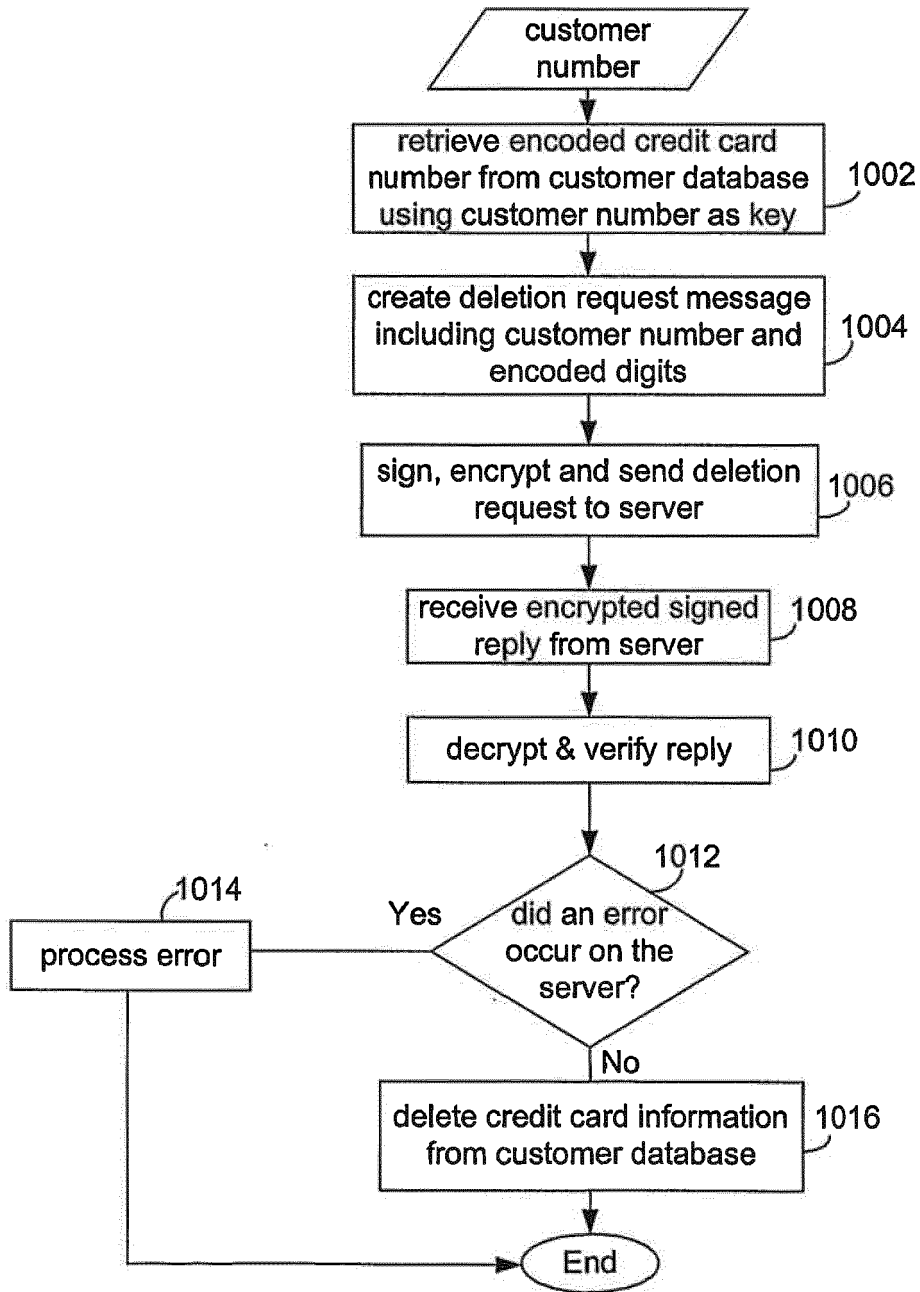 customer
number
retrieve encoded credit card
number from customer database
using customer number as key
1002
create deletion request message
including customer number and
encoded digits
1004
sign, encrypt and send deletion
request to server
1006
receive encrypted signed
reply from server
1008
decrypt & verify reply
1010
1012
did an error
occur on the
server?
Yes
1014
process error
No
delete credit card information
from customer database
1016
End